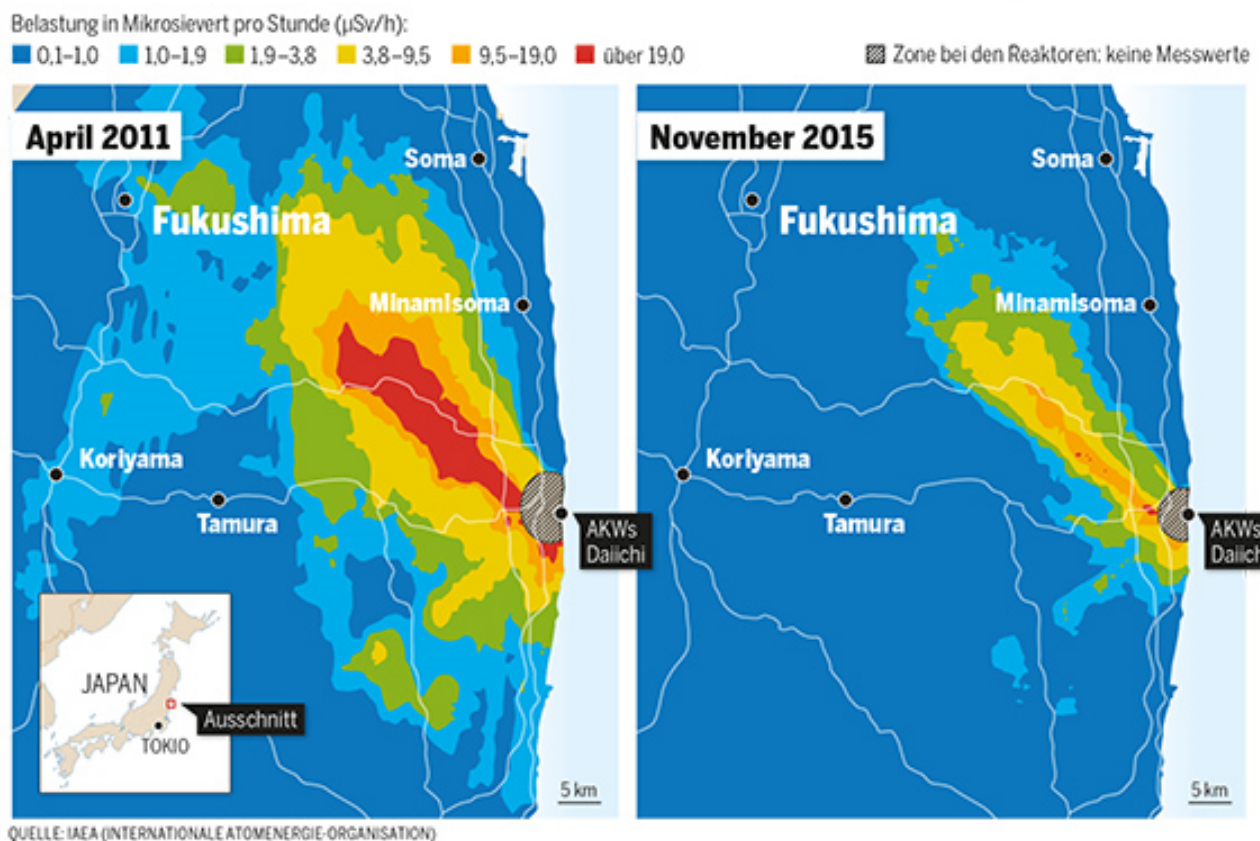 Belastung in Mikrosievert pro Stunde (µSv/h):
0,1–1,0 1,0–1,9 1,9–3,8 3,8–9,5 9,5–19,0 über 19,0 Zone bei den Reaktoren: keine Messwerte
April 2011
Soma
Fukushima
Minamisoma
Koriyama
Tamura
AKWs
Daiichi
JAPAN
Ausschnitt
TOKIO
5 km
November 2015
Soma
Fukushima
Minamisoma
Koriyama
Tamura
AKWs
Daiich
5 km
QUELLE: IAEA (INTERNATIONALE ATOMENERGIE-ORGANISATION)